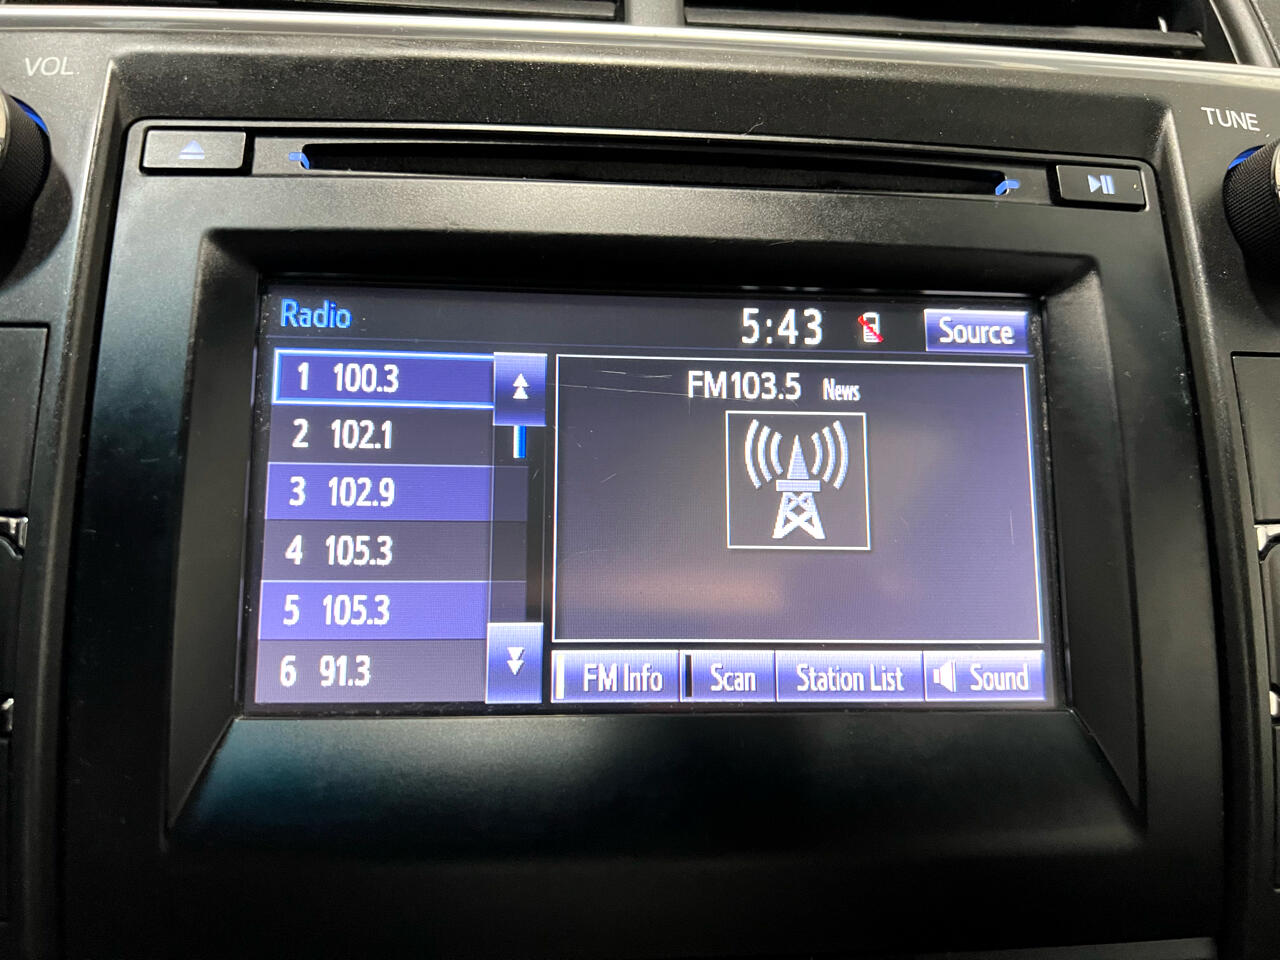 VOL
TUNE
Radio
5:43
Source
1 100.3
2 102.1
3 102.9
4 105.3
5 105.3
6 91.3
FM103.5 News
FM Info
Scan
Station List
Sound